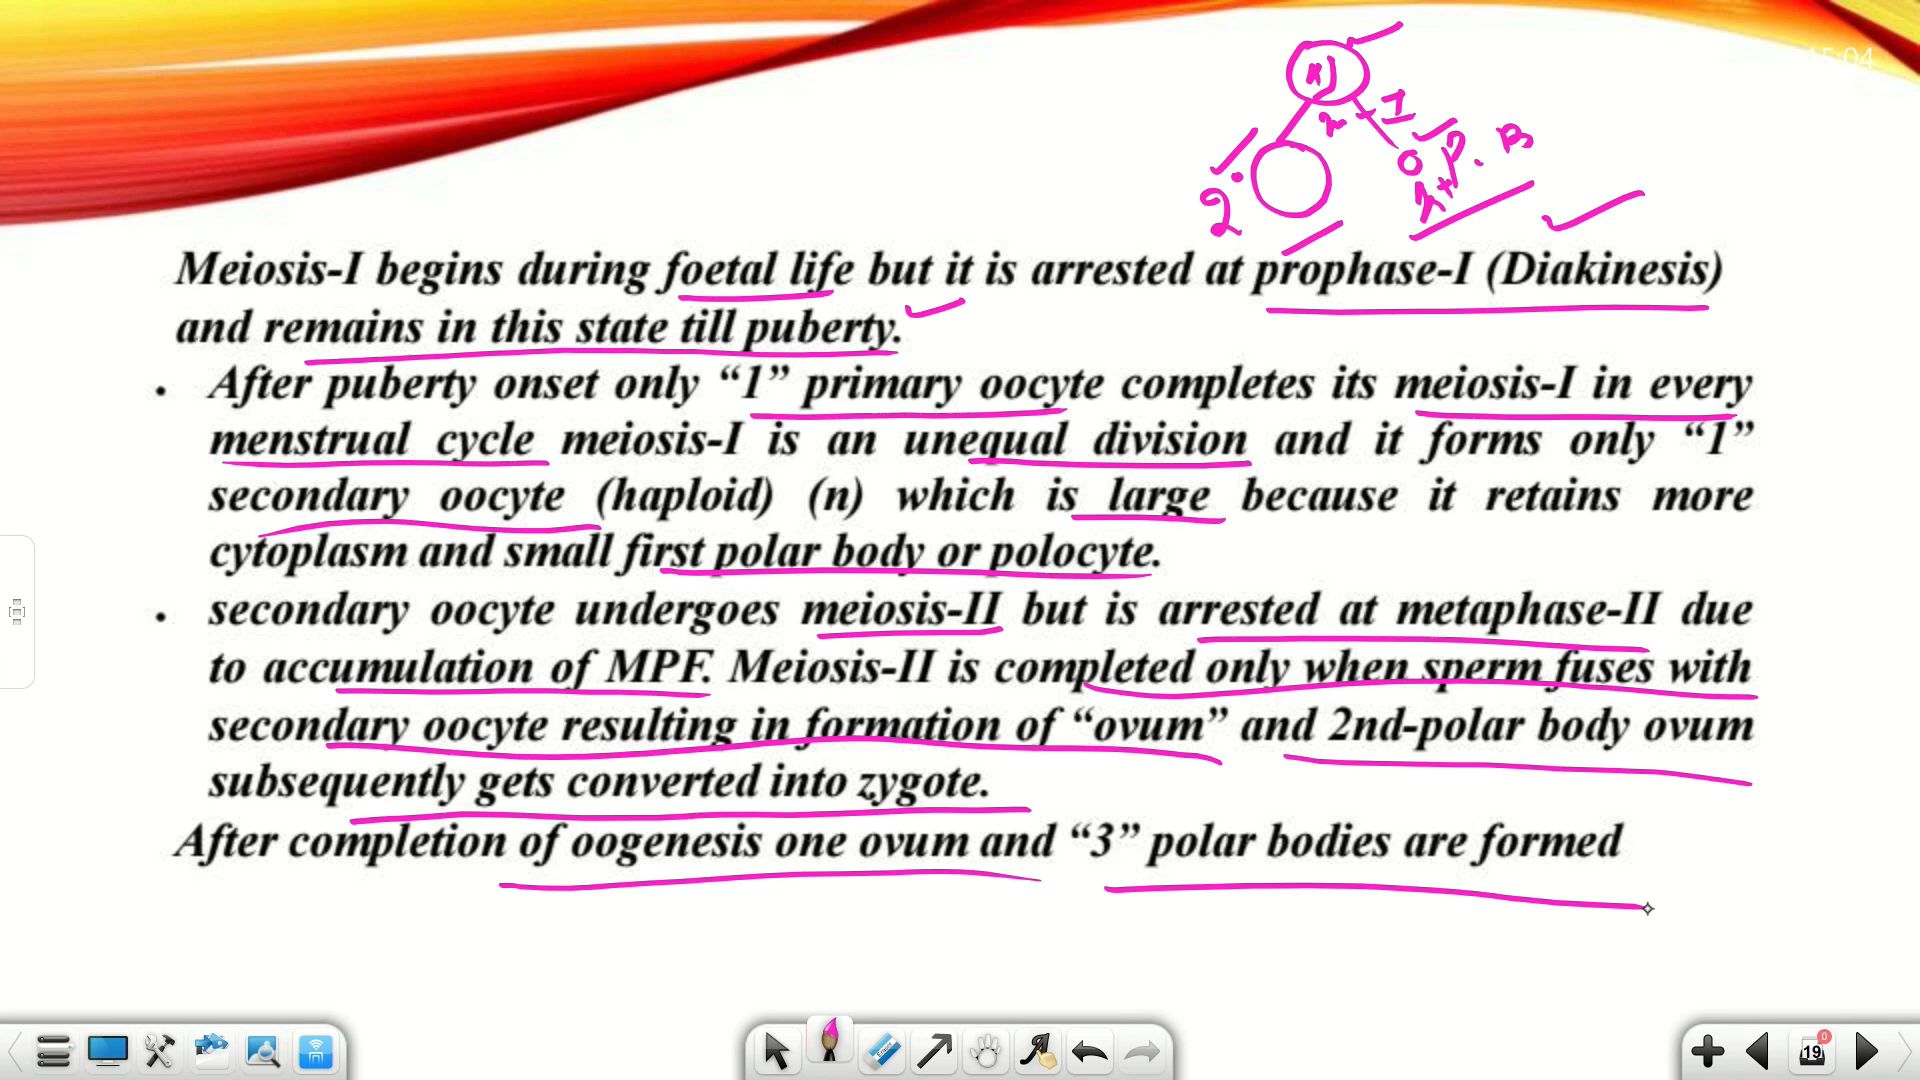 15:04
I
2° 1st P.B
Meiosis-I begins during foetal life but it is arrested at prophase-I (Diakinesis)
and remains in this state till puberty.
• After puberty onset only “1” primary oocyte completes its meiosis-I in every
menstrual cycle meiosis-I is an unequal division and it forms only “1”
secondary oocyte (haploid) (n) which is large because it retains more
cytoplasm and small first polar body or polocyte.
• secondary oocyte undergoes meiosis-II but is arrested at metaphase-II due
to accumulation of MPF. Meiosis-II is completed only when sperm fuses with
secondary oocyte resulting in formation of “ovum” and 2nd-polar body ovum
subsequently gets converted into zygote.
After completion of oogenesis one ovum and “3” polar bodies are formed
19
0